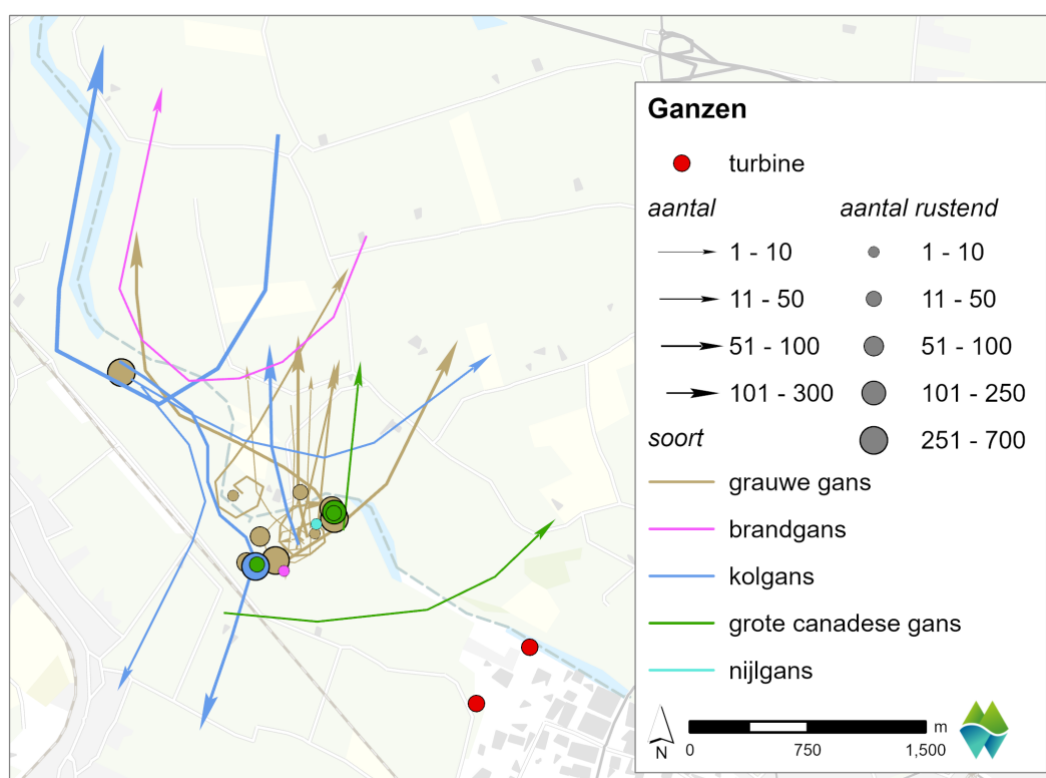 Ganzen
turbine
aantal aantal rustend
1 - 10 1 - 10
11 - 50 11 - 50
51 - 100 51 - 100
101 - 300 101 - 250
soort 251 - 700
grauwe gans
brandgans
kolgans
grote canadese gans
nijlgans
m
N 0 750 1,500